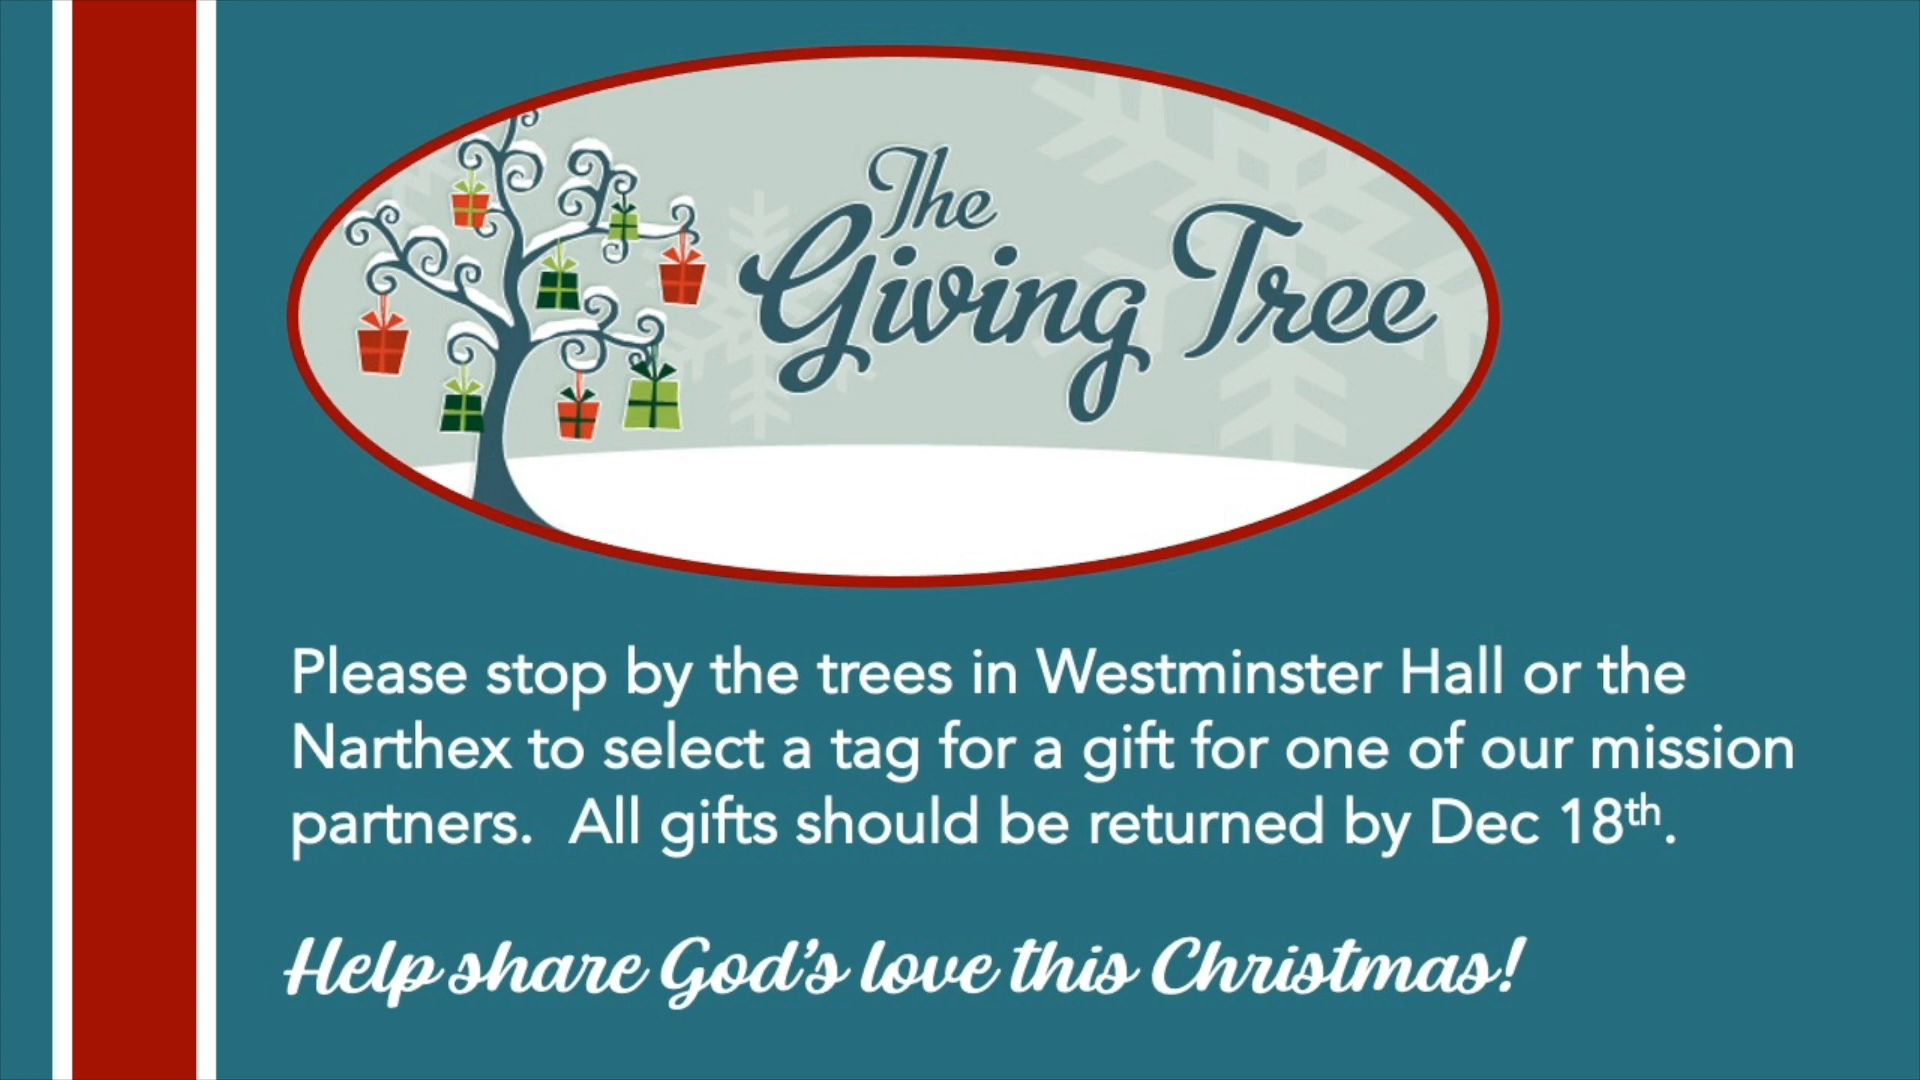 The
Giving Tree
Please stop by the trees in Westminster Hall or the
Narthex to select a tag for a gift for one of our mission
partners.  All gifts should be returned by Dec 18th.
Help share God's love this Christmas!